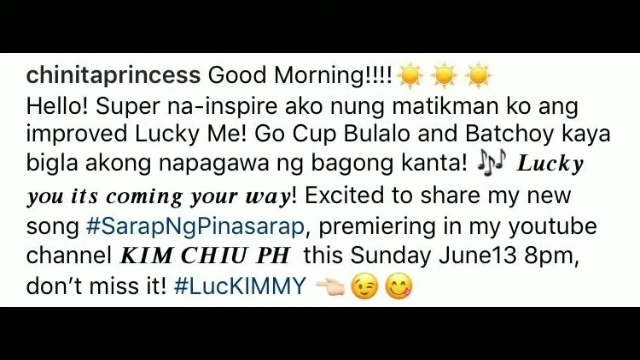 chinitaprincess Good Morning!!!!☀️☀️☀️
Hello! Super na-inspire ako nung matikman ko ang
improved Lucky Me! Go Cup Bulalo and Batchoy kaya
bigla akong napagawa ng bagong kanta! 🎶 𝑳𝒖𝒄𝒌𝒚
𝒚𝒐𝒖 𝒊𝒕𝒔 𝒄𝒐𝒎𝒊𝒏𝒈 𝒚𝒐𝒖𝒓 𝒘𝒂𝒚! Excited to share my new
song #SarapNgPinasarap, premiering in my youtube
channel 𝑲𝑰𝑴 𝑪𝑯𝑰𝑼 𝑷𝑯 this Sunday June13 8pm,
don't miss it! #LucKIMMY 👈🏻😉😋